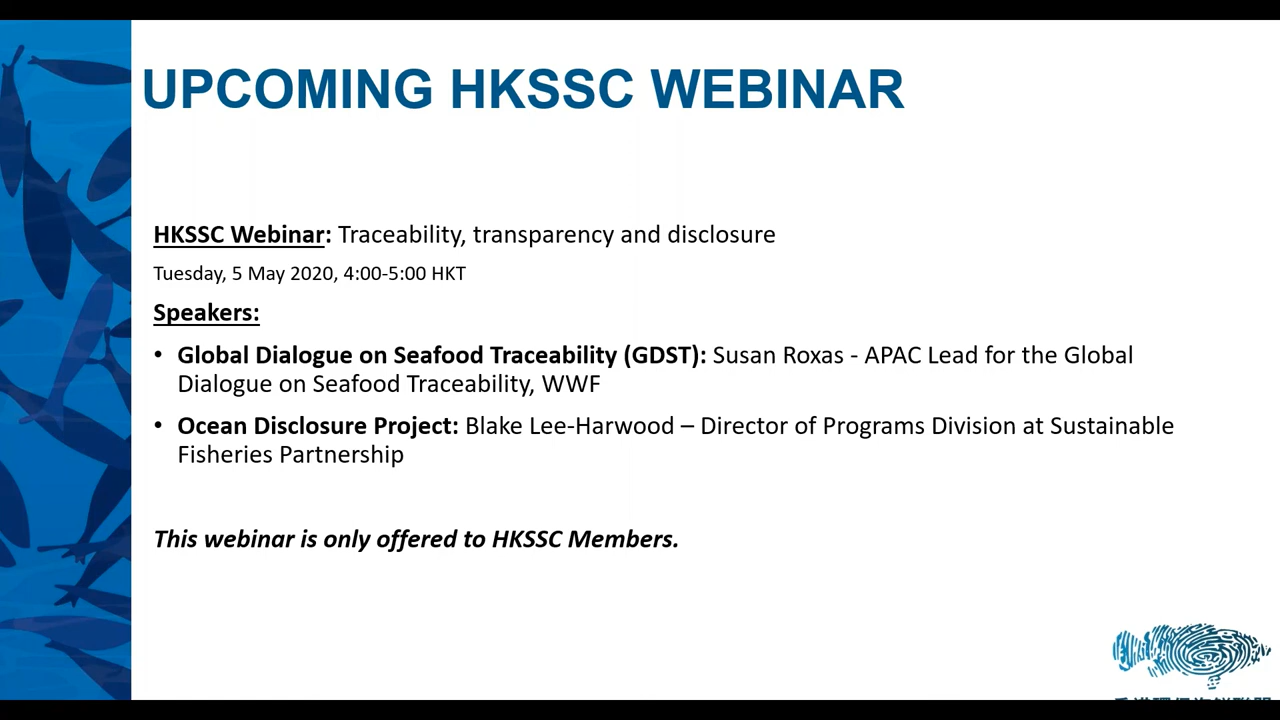 UPCOMING HKSSC WEBINAR
HKSSC Webinar: Traceability, transparency and disclosure
Tuesday, 5 May 2020, 4:00-5:00 HKT
Speakers:
• Global Dialogue on Seafood Traceability (GDST): Susan Roxas - APAC Lead for the Global
Dialogue on Seafood Traceability, WWF
• Ocean Disclosure Project: Blake Lee-Harwood – Director of Programs Division at Sustainable
Fisheries Partnership
This webinar is only offered to HKSSC Members.